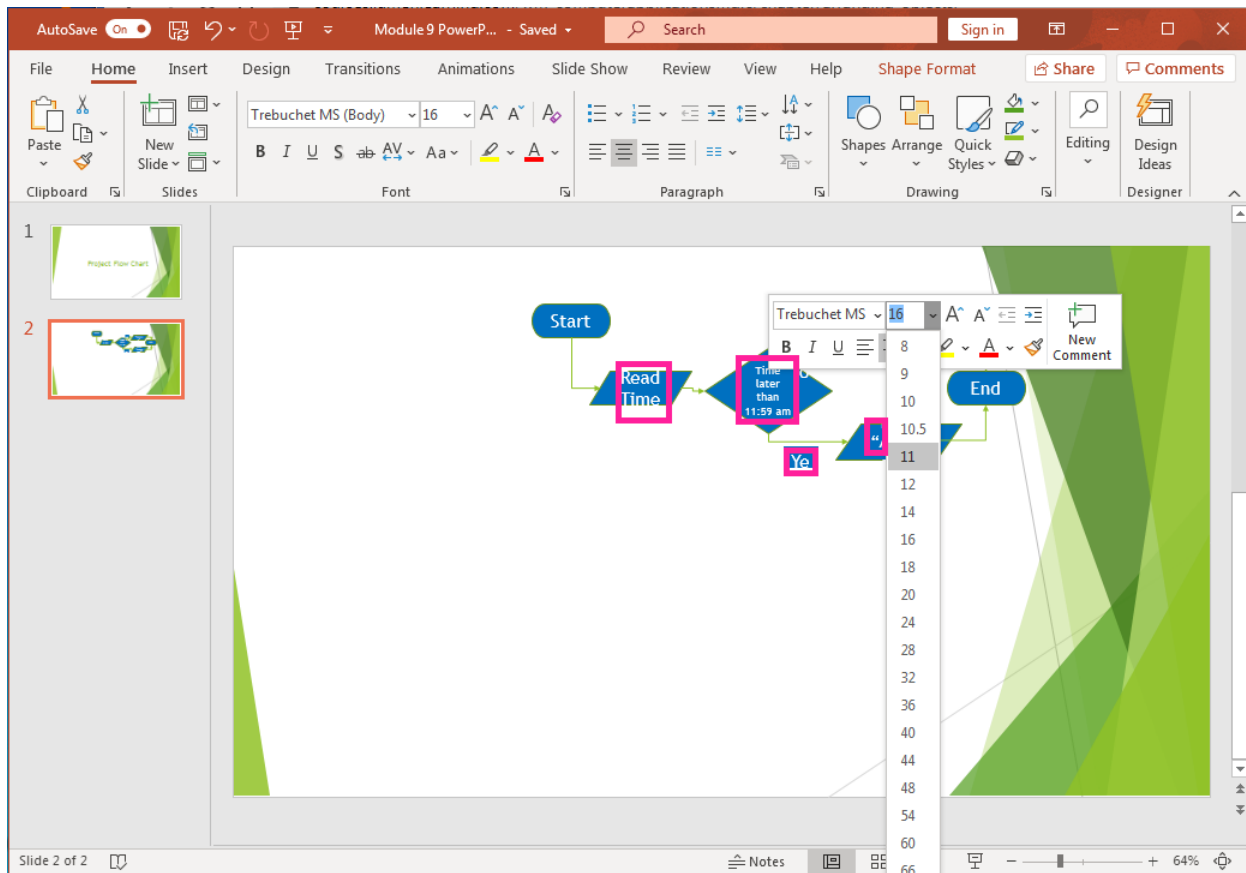 AutoSave On Module 9 PowerP... - Saved Search Sign in
File Home Insert Design Transitions Animations Slide Show Review View Help Shape Format Share Comments
Trebuchet MS (Body) 16 A A A
Paste New Slide Shapes Arrange Quick Styles Editing Design Ideas
B I U S ab AV Aa A
Clipboard Slides Font Paragraph Drawing Designer
1
Project Flow Chart
2
Start
Trebuchet MS 16 A A New Comment
B I U A
Read
Time
Time
later
than
11:59 am
End
Ye
8
9
10
10.5
11
12
14
16
18
20
24
28
32
36
40
44
48
54
60
66
Slide 2 of 2 Notes 64%